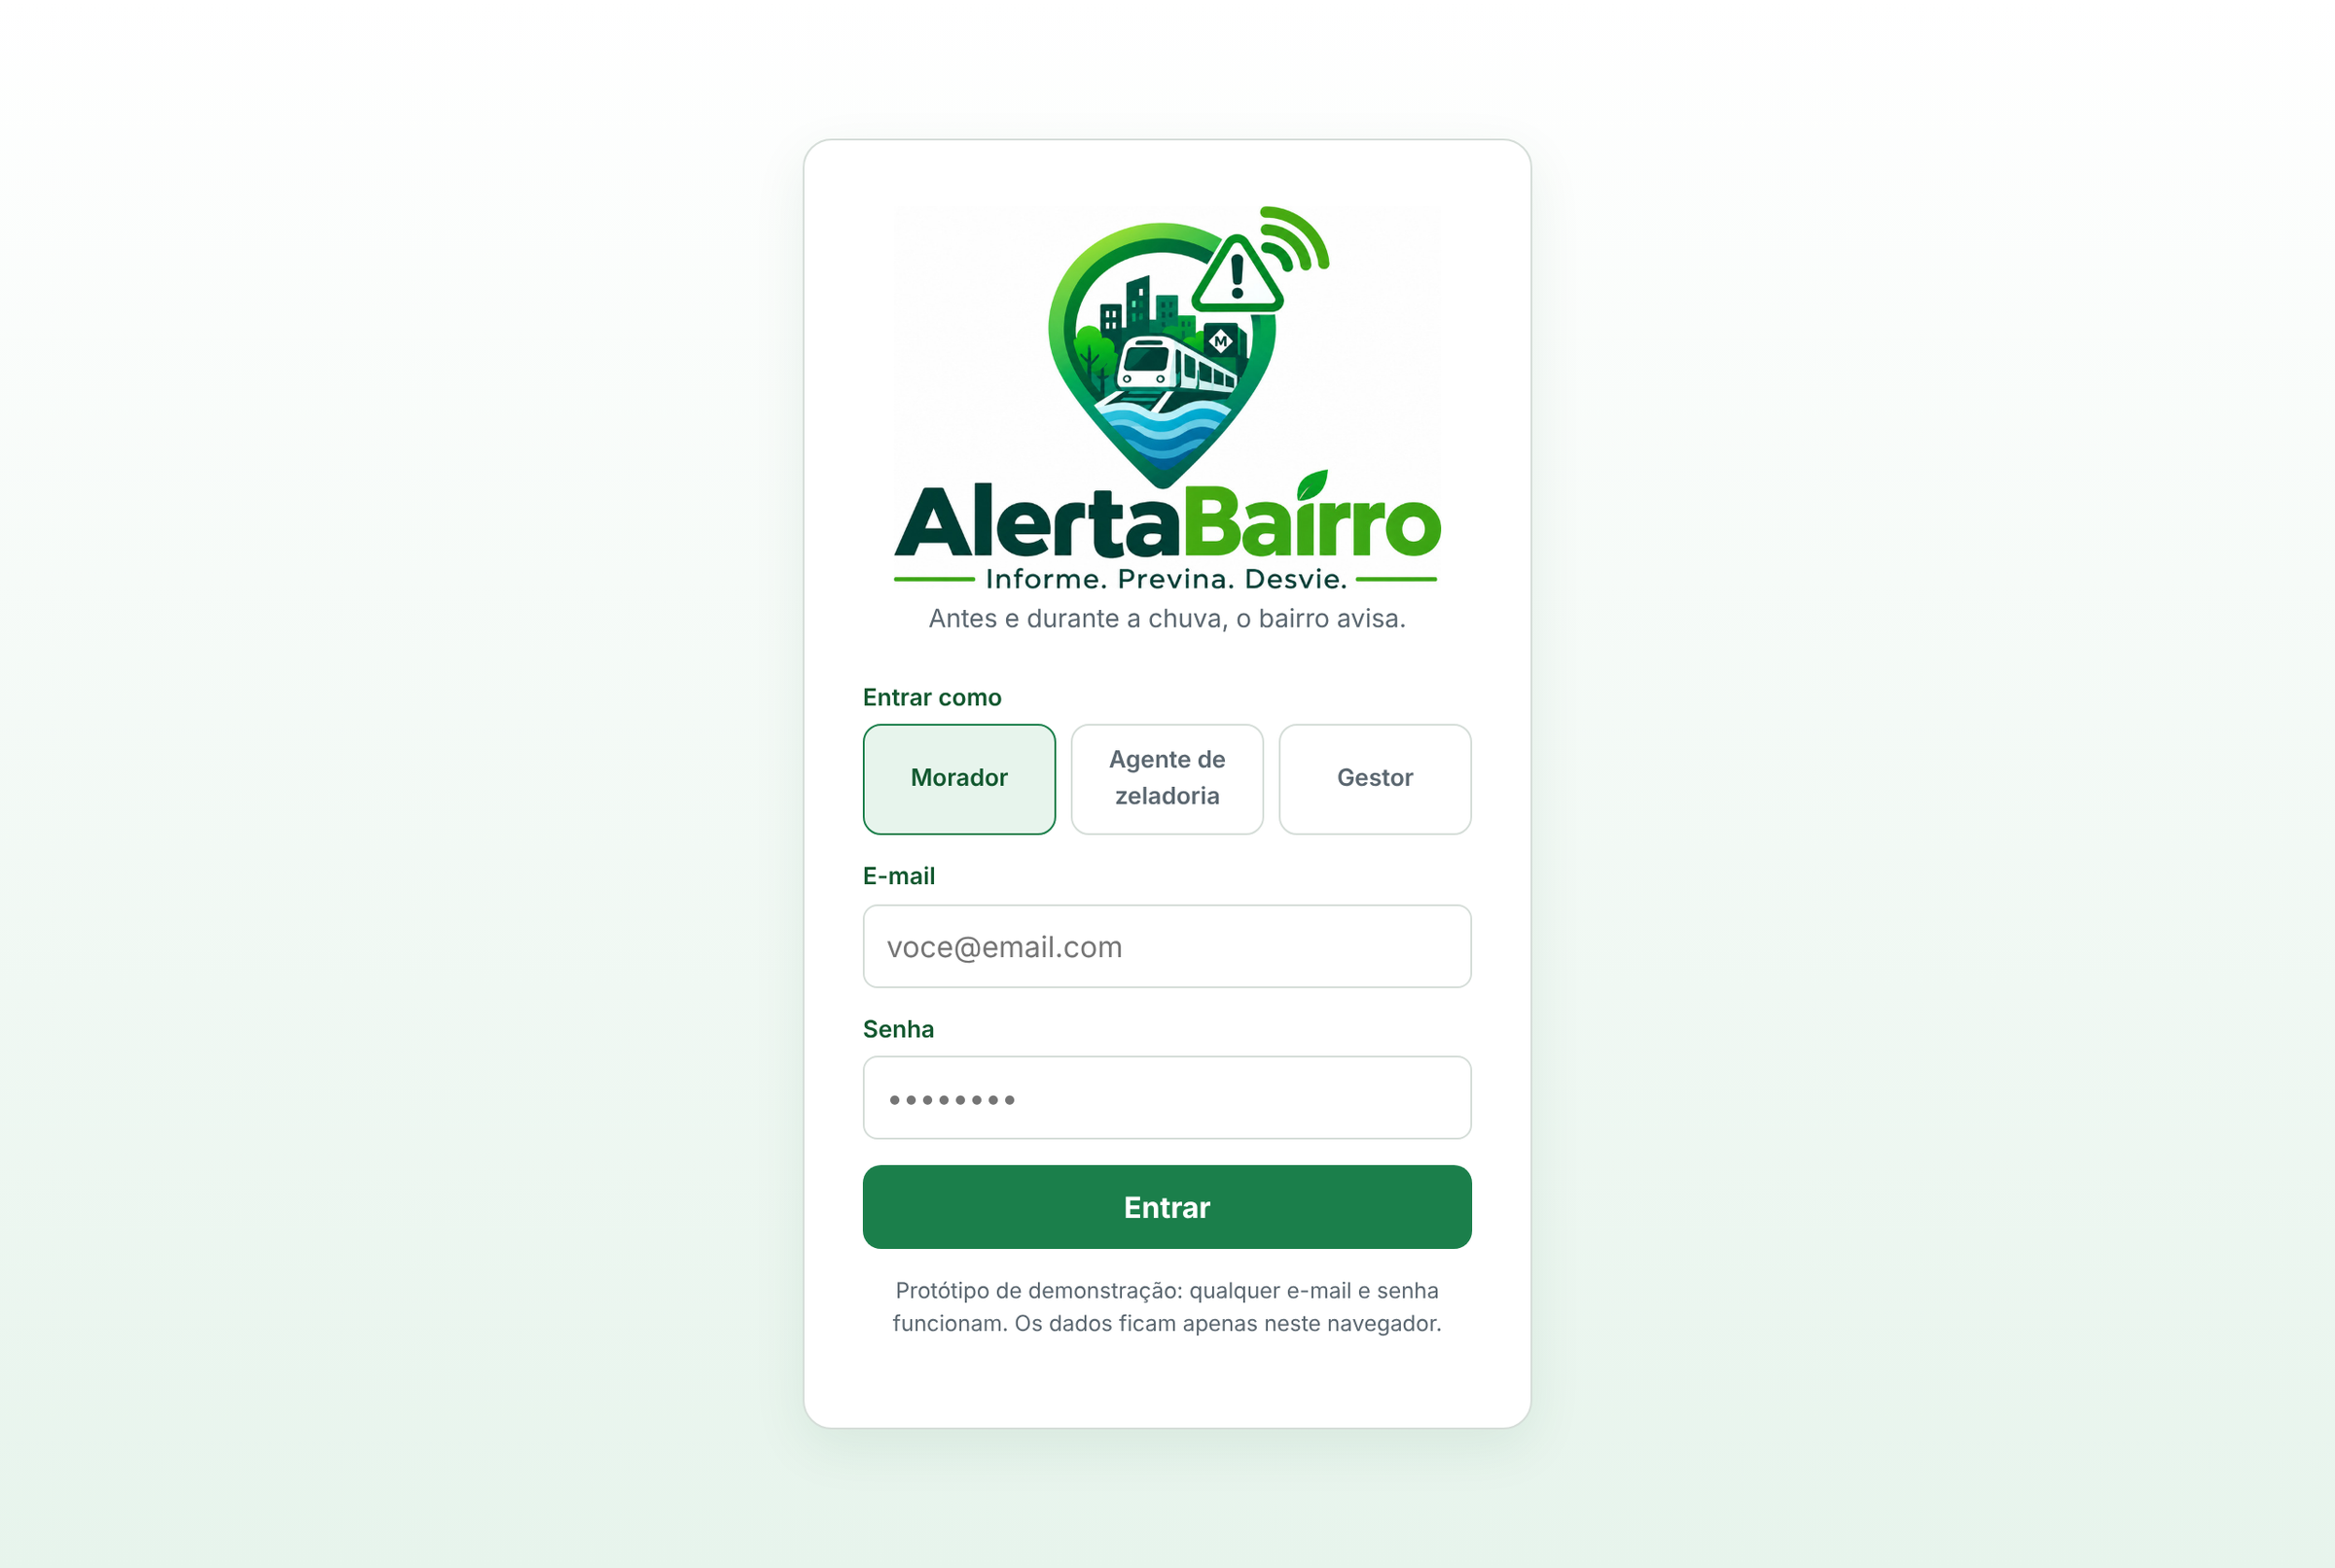 M
AlertaBairro
Informe. Previna. Desvie.
Antes e durante a chuva, o bairro avisa.
Entrar como
Morador
Agente de
zeladoria
Gestor
E-mail
voce@email.com
Senha
••••••••
Entrar
Protótipo de demonstração: qualquer e-mail e senha
funcionam. Os dados ficam apenas neste navegador.